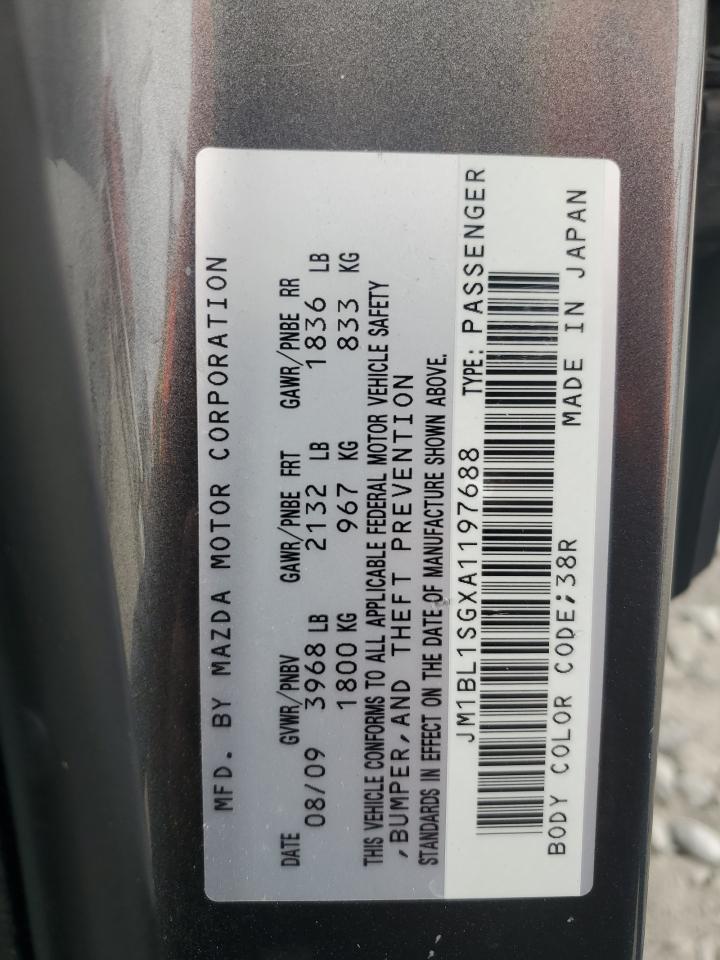 MFD. BY MAZDA MOTOR CORPORATION
DATE GVWR/PNBV GAWR/PNBE FRT GAWR/PNBE RR
08/09 3968 LB 2132 LB 1836 LB
1800 KG 967 KG 833 KG
THIS VEHICLE CONFORMS TO ALL APPLICABLE FEDERAL MOTOR VEHICLE SAFETY
,BUMPER,AND THEFT PREVENTION
STANDARDS IN EFFECT ON THE DATE OF MANUFACTURE SHOWN ABOVE.
JM1BL1SGXA1197688 TYPE: PASSENGER
BODY COLOR CODE;38R MADE IN JAPAN